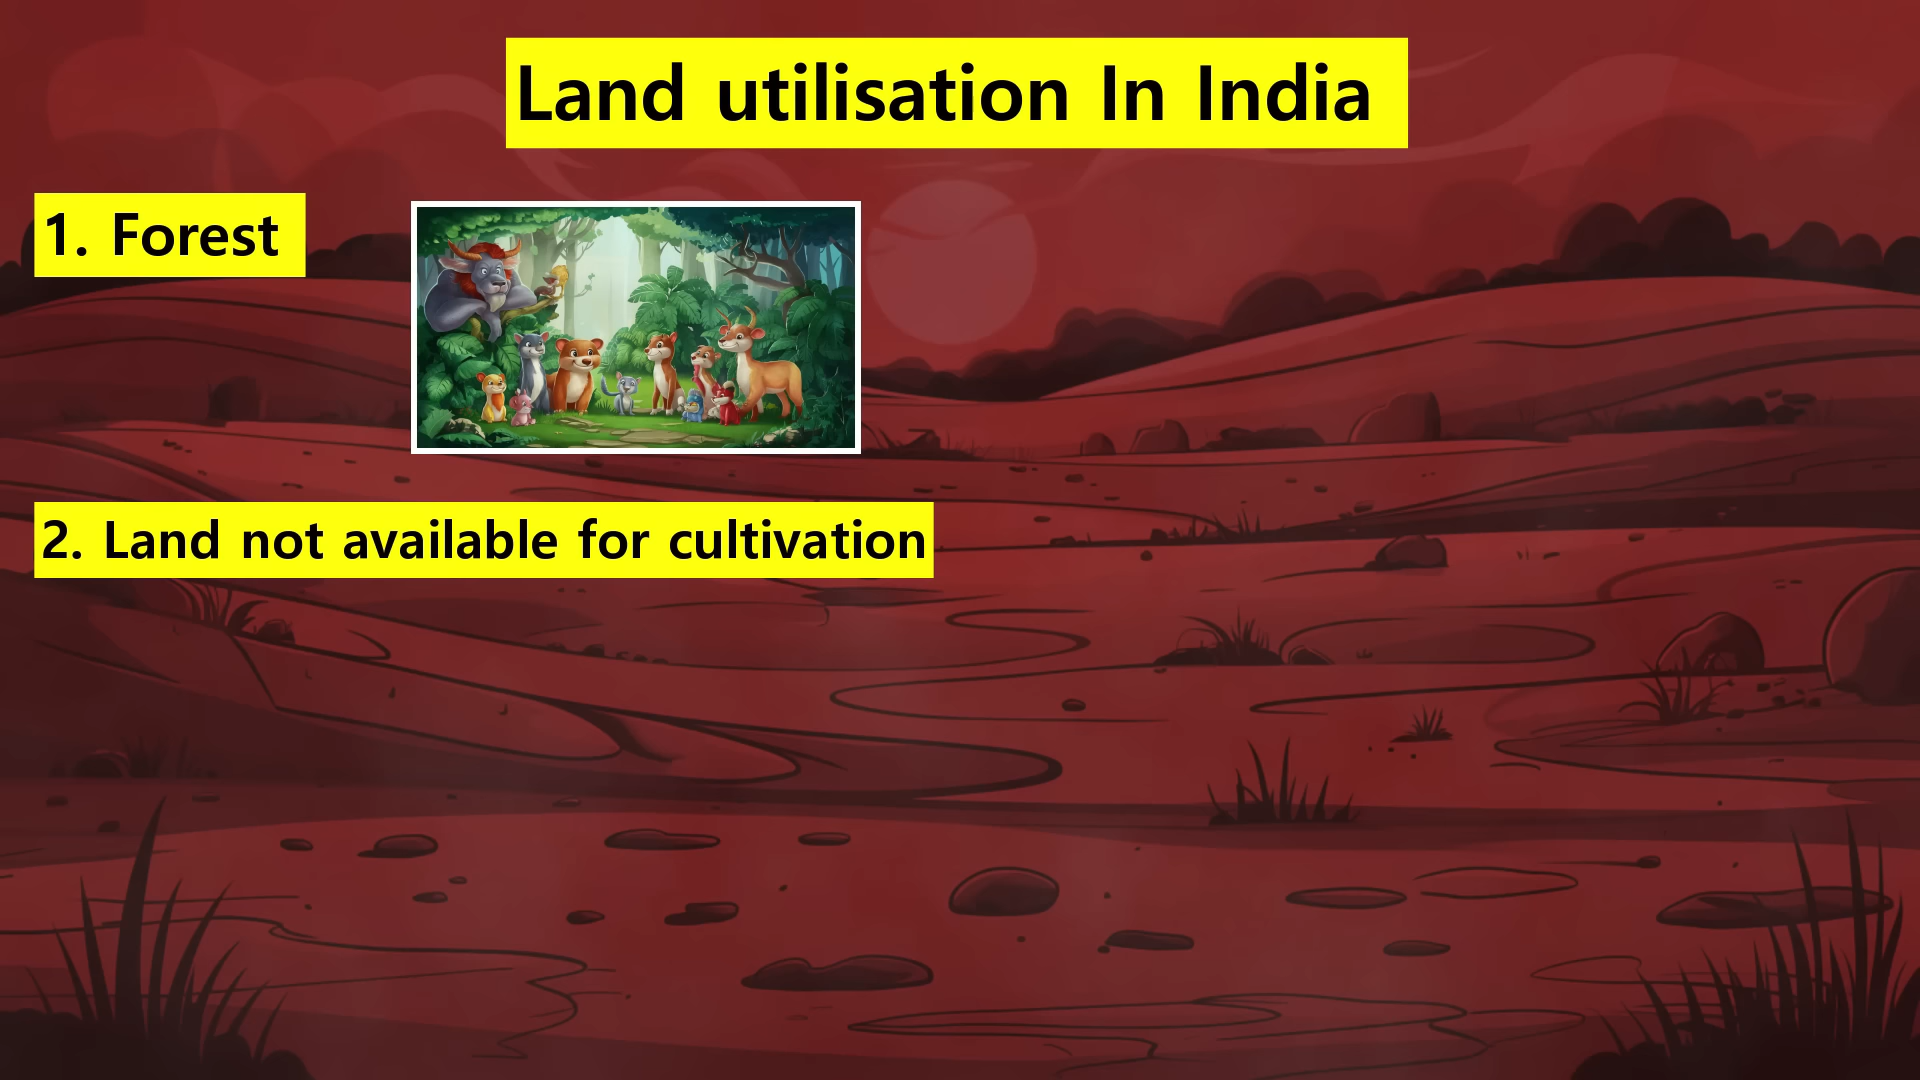 Land utilisation In India
1. Forest
2. Land not available for cultivation